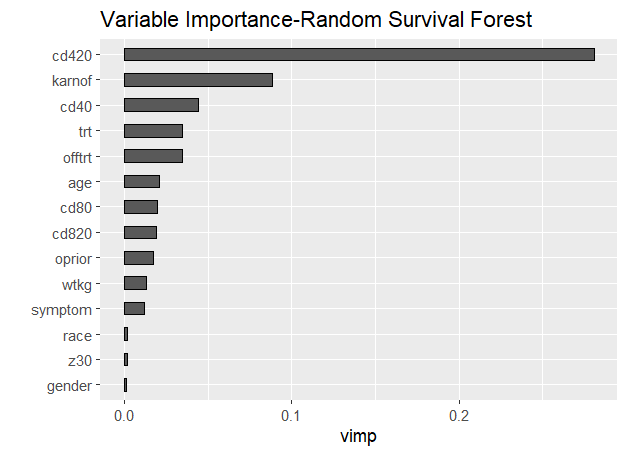 Variable Importance-Random Survival Forest
cd420
karnof
cd40
trt
offtrt
age
cd80
cd820
oprior
wtkg
symptom
race
z30
gender
0.0 0.1 0.2
vimp